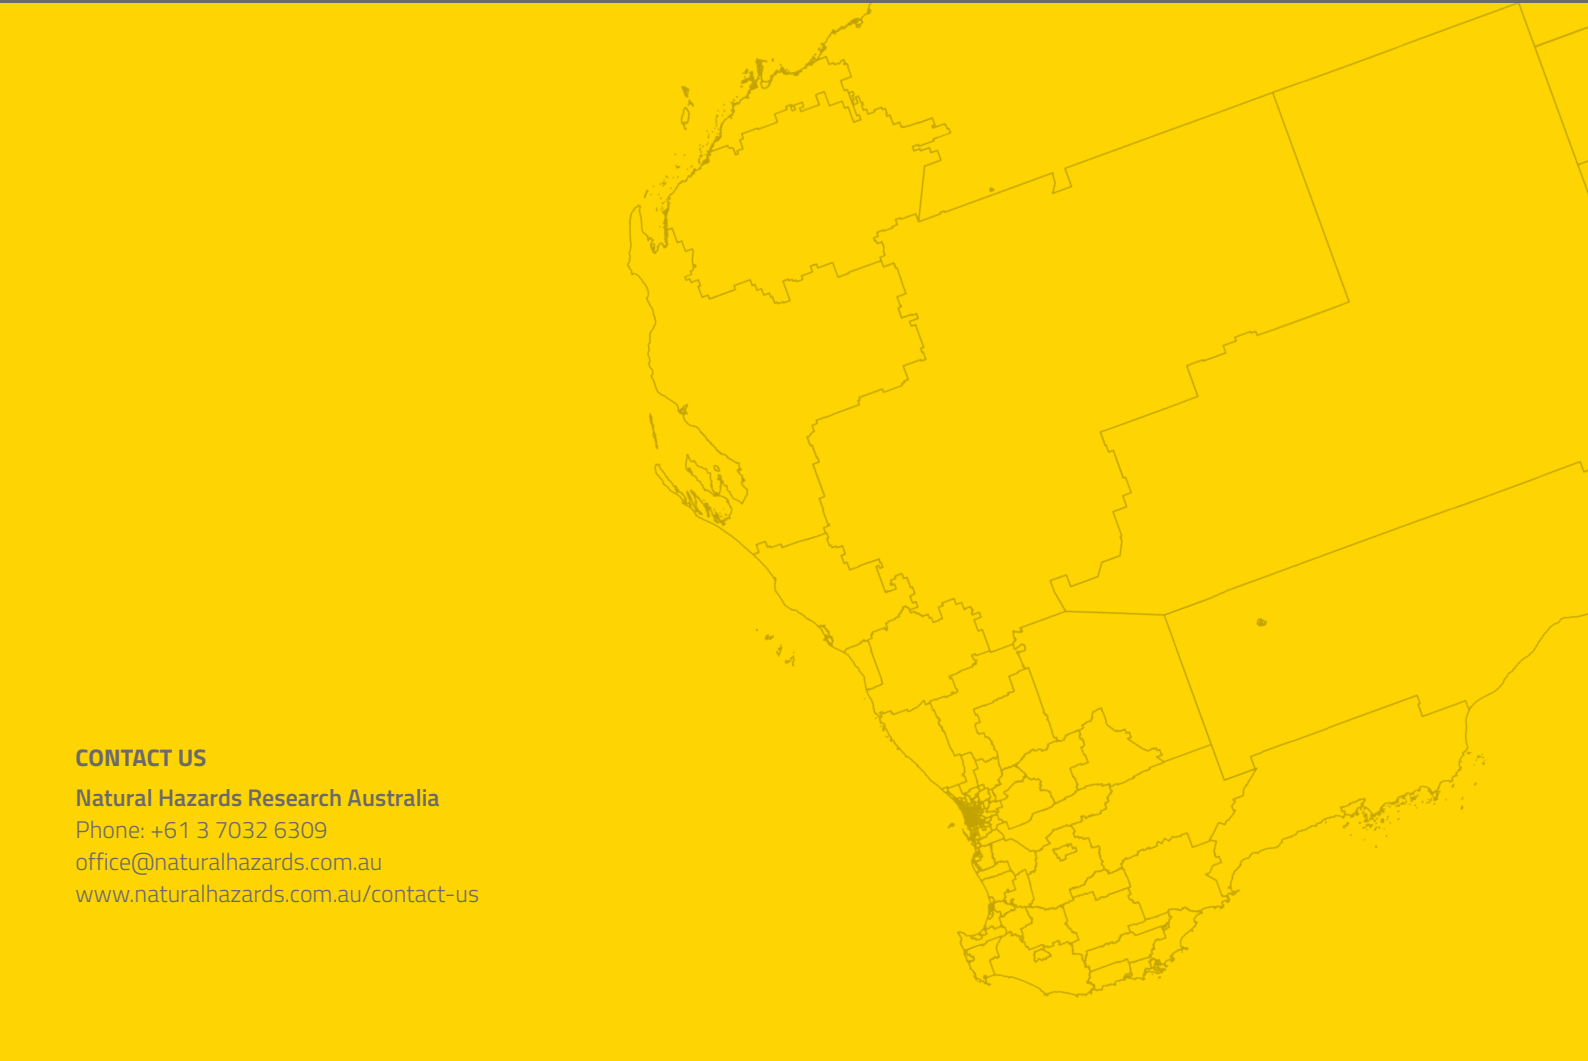 CONTACT US
Natural Hazards Research Australia
Phone: +61 3 7032 6309
office@naturalhazards.com.au
www.naturalhazards.com.au/contact-us